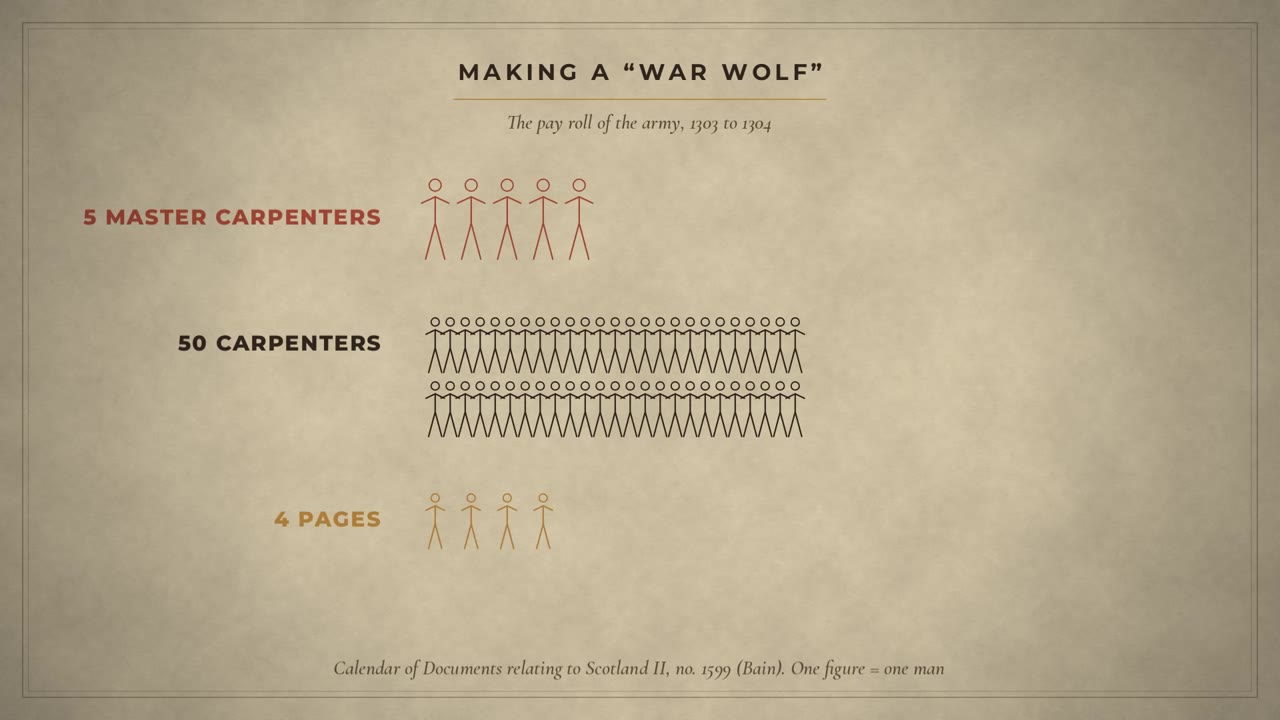 MAKING A “WAR WOLF”
The pay roll of the army, 1303 to 1304
5 MASTER CARPENTERS
50 CARPENTERS
4 PAGES
Calendar of Documents relating to Scotland II, no. 1599 (Bain). One figure = one man